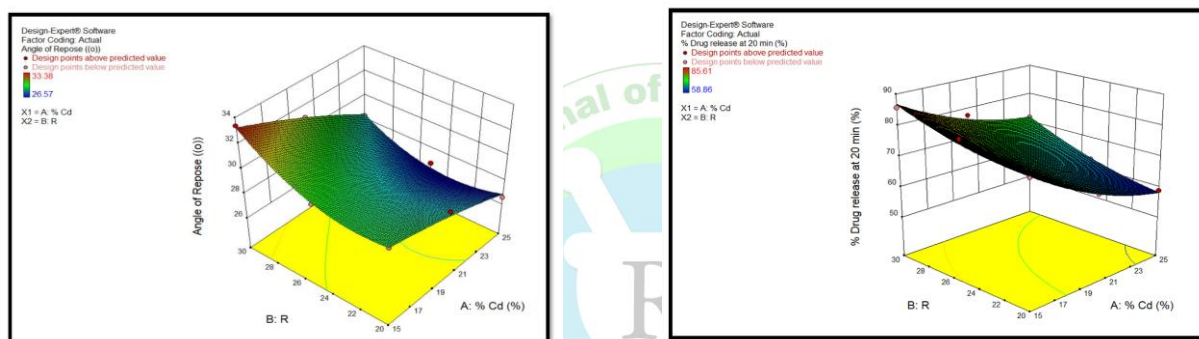 Design-Expert® Software
Factor Coding: Actual
Angle of Repose ((o))
Design points above predicted value
Design points below predicted value
33.38
26.57
X1 = A: % Cd
X2 = B: R
34
32
30
28
26
Angle of Repose ((o))
30
28
26
24
22
20
B: R
15
17
19
21
23
25
A: % Cd (%)
nal of
Design-Expert® Software
Factor Coding: Actual
% Drug release at 20 min (%)
Design points above predicted value
Design points below predicted value
85.61
58.86
X1 = A: % Cd
X2 = B: R
90
80
70
60
50
% Drug release at 20 min (%)
30
28
26
24
22
20
B: R
15
17
19
21
23
25
A: % Cd (%)